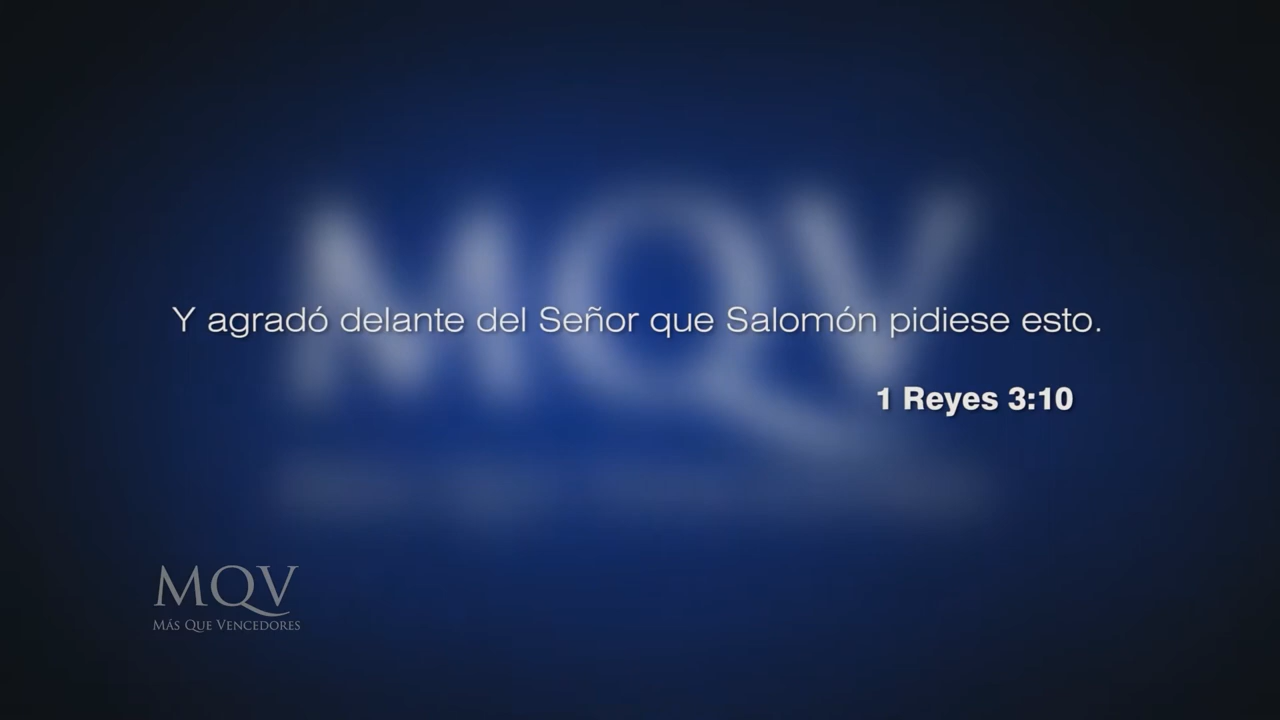 MQV
Y agradó delante del Señor que Salomón pidiese esto.
1 Reyes 3:10
MQV
MÁS QUE VENCEDORES